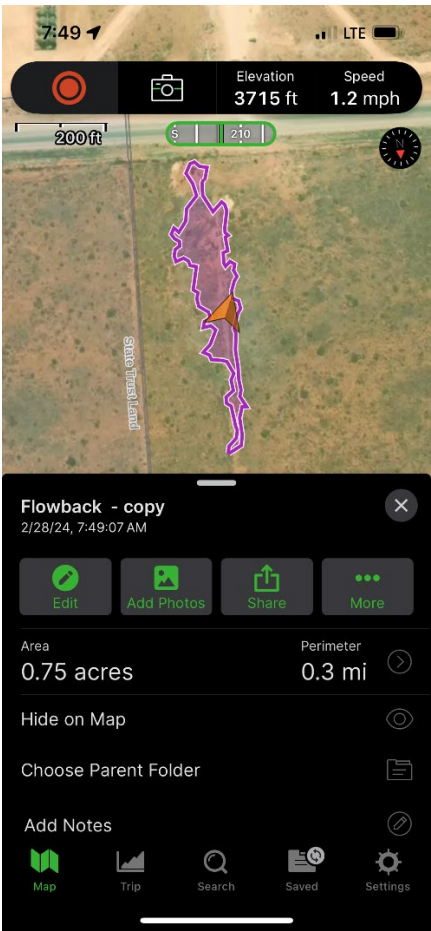 7:49
LTE
Elevation
3715 ft
Speed
1.2 mph
200 ft
S
210
N
State Trust Land
Flowback - copy
2/28/24, 7:49:07 AM
Edit
Add Photos
Share
More
Area
0.75 acres
Perimeter
0.3 mi
Hide on Map
Choose Parent Folder
Add Notes
Map
Trip
Search
Saved
Settings